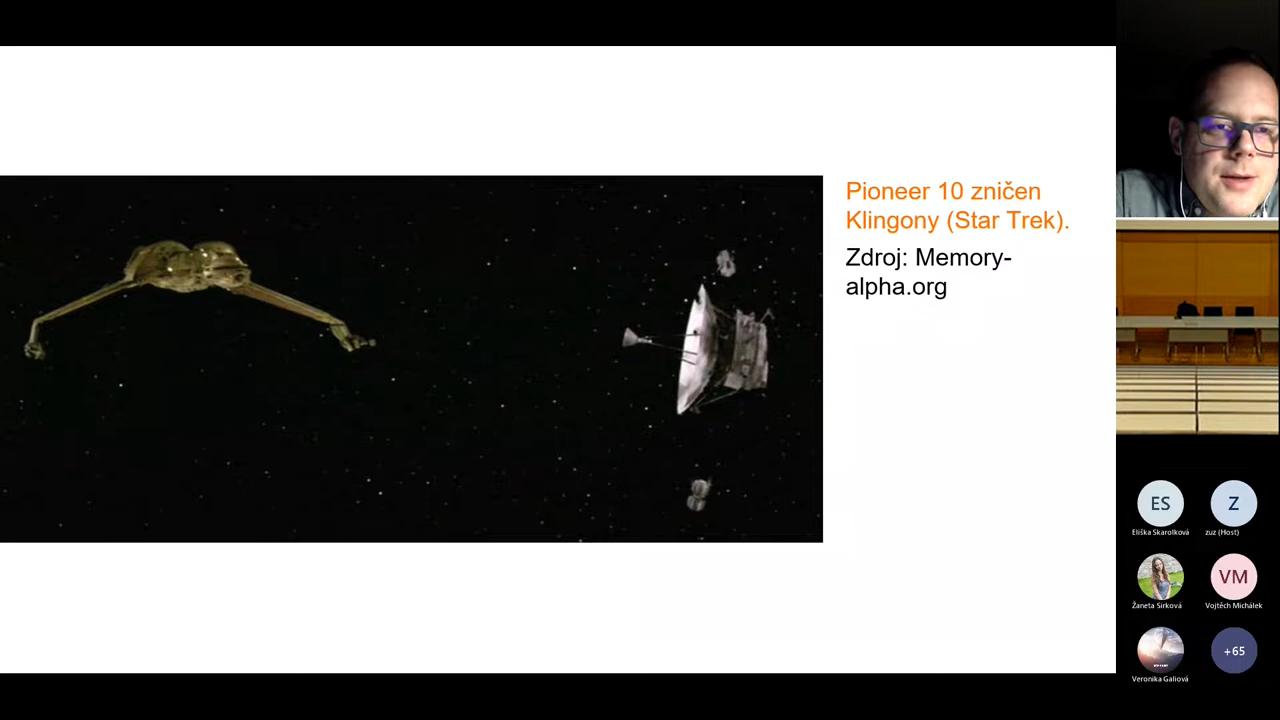 Pioneer 10 zničen
Klingony (Star Trek).
Zdroj: Memory-
alpha.org
ES
Z
Eliška Skarolková
zuz (Host)
VM
Žaneta Sirková
Vojtěch Michálek
+65
Veronika Galiová